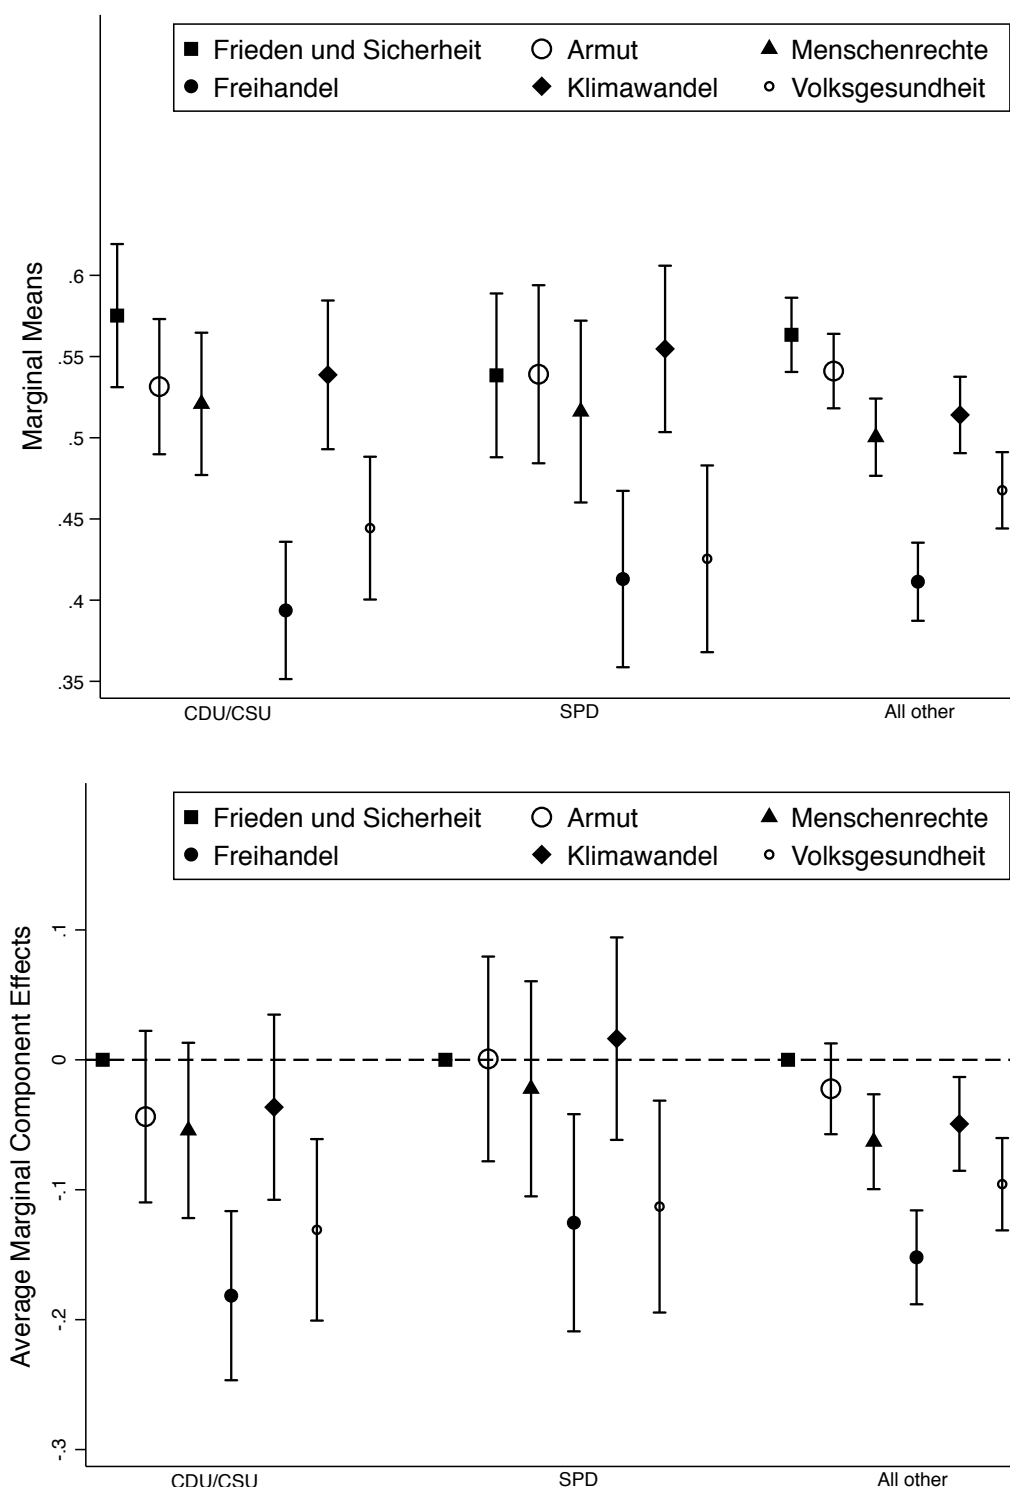 Frieden und Sicherheit Armut Menschenrechte
Freihandel Klimawandel Volksgesundheit
Marginal Means
.6
.55
.5
.45
.4
.35
CDU/CSU SPD All other
Frieden und Sicherheit Armut Menschenrechte
Freihandel Klimawandel Volksgesundheit
Average Marginal Component Effects
.1
0
-.1
-.2
-.3
CDU/CSU SPD All other